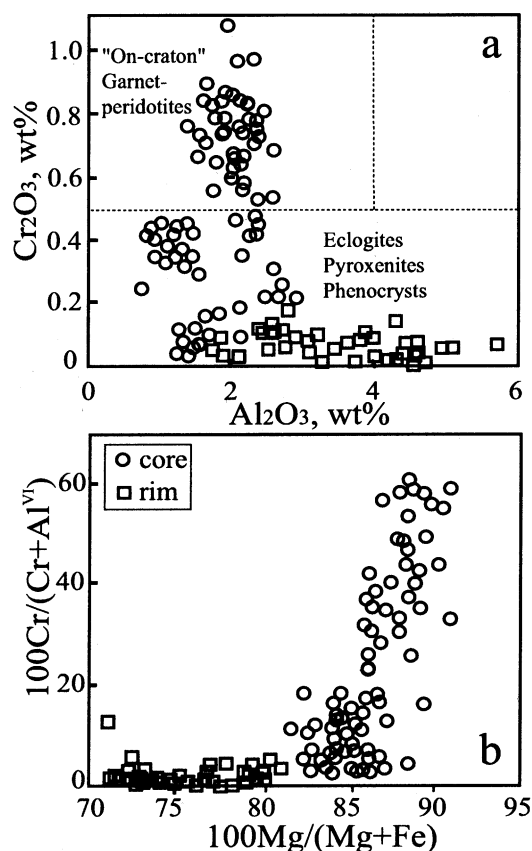 a
"On-craton"
Garnet-
peridotites
Eclogites
Pyroxenites
Phenocrysts
Cr₂O₃, wt%
1.0
0.8
0.6
0.4
0.2
0
0 2 4 6
Al₂O₃, wt%
core
rim
b
100Cr/(Cr+Alⱽᴵ)
60
40
20
0
70 75 80 85 90 95
100Mg/(Mg+Fe)